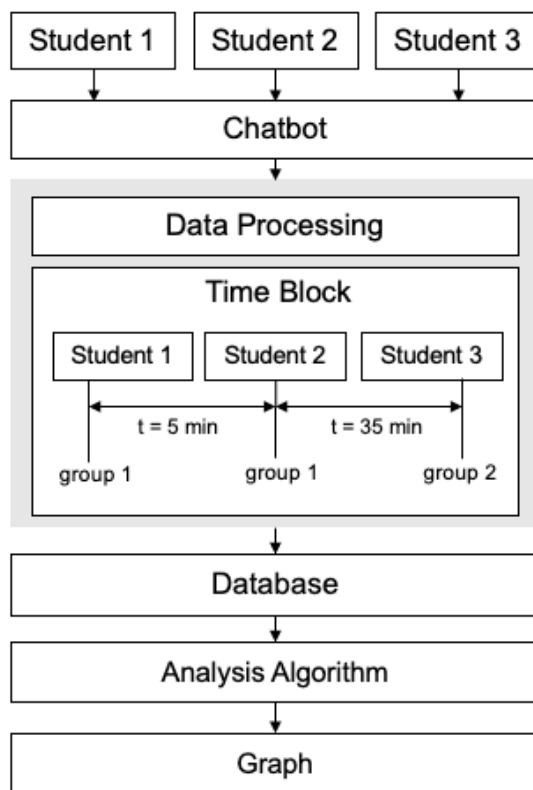 Student 1 Student 2 Student 3
Chatbot
Data Processing
Time Block
Student 1 Student 2 Student 3
t = 5 min t = 35 min
group 1 group 1 group 2
Database
Analysis Algorithm
Graph